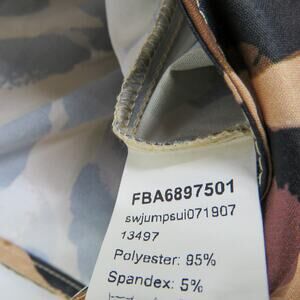 FBA6897501
swjumpsui071907
13497
Polyester: 95%
Spandex: 5%